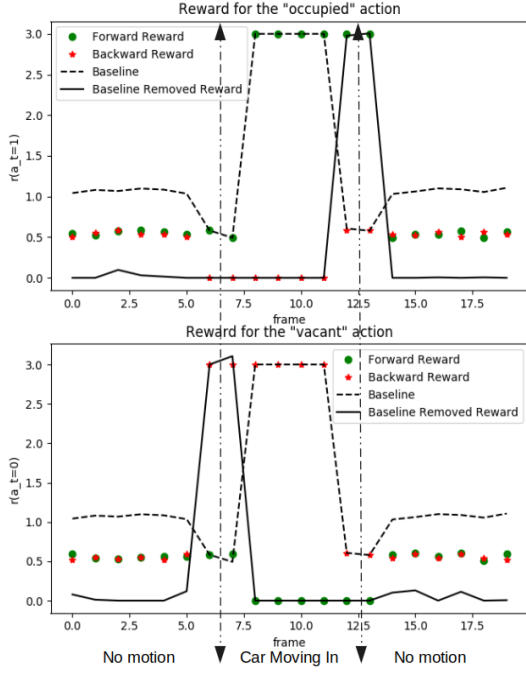 Reward for the "occupied" action
3.0
2.5
2.0
1.5
1.0
0.5
0.0
r(a_t=1)
Forward Reward
Backward Reward
Baseline
Baseline Removed Reward
0.0 2.5 5.0 7.5 10.0 12.5 15.0 17.5
frame
Reward for the "vacant" action
3.0
2.5
2.0
1.5
1.0
0.5
0.0
r(a_t=0)
Forward Reward
Backward Reward
Baseline
Baseline Removed Reward
0.0 2.5 5.0 7.5 10.0 12.5 15.0 17.5
frame
No motion Car Moving In No motion